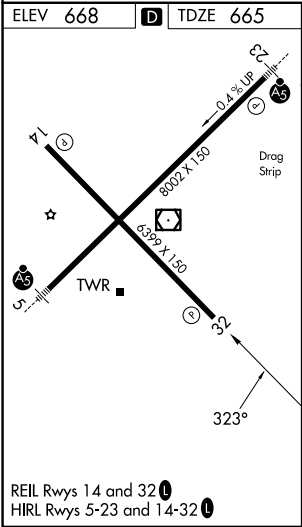 ELEV 668 D TDZE 665
23
0.4 % UP
P
A5
14
P
8002 X 150
Drag
Strip
6399 X 150
A5
TWR
5
P
32
323°
REIL Rwys 14 and 32 L
HIRL Rwys 5-23 and 14-32 L